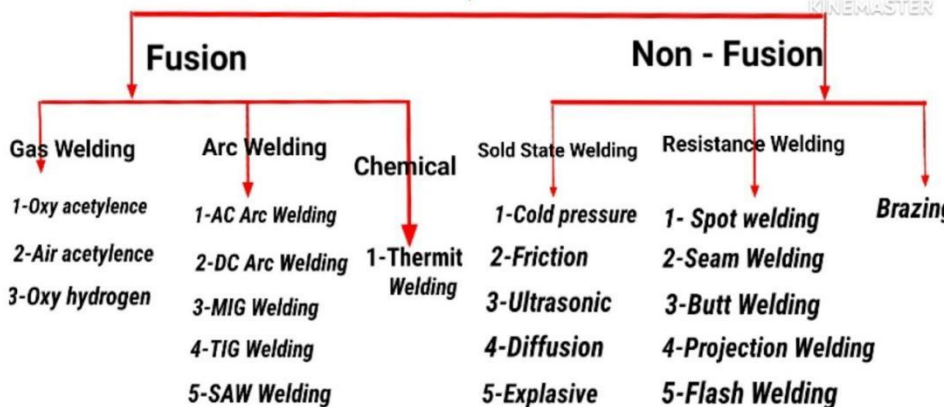 KINEMASTER
Fusion
Non - Fusion
Gas Welding
1-Oxy acetylence
2-Air acetylence
3-Oxy hydrogen
Arc Welding
1-AC Arc Welding
2-DC Arc Welding
3-MIG Welding
4-TIG Welding
5-SAW Welding
Chemical
1-Thermit
Welding
Sold State Welding
1-Cold pressure
2-Friction
3-Ultrasonic
4-Diffusion
5-Explasive
Resistance Welding
1- Spot welding
2-Seam Welding
3-Butt Welding
4-Projection Welding
5-Flash Welding
Brazing